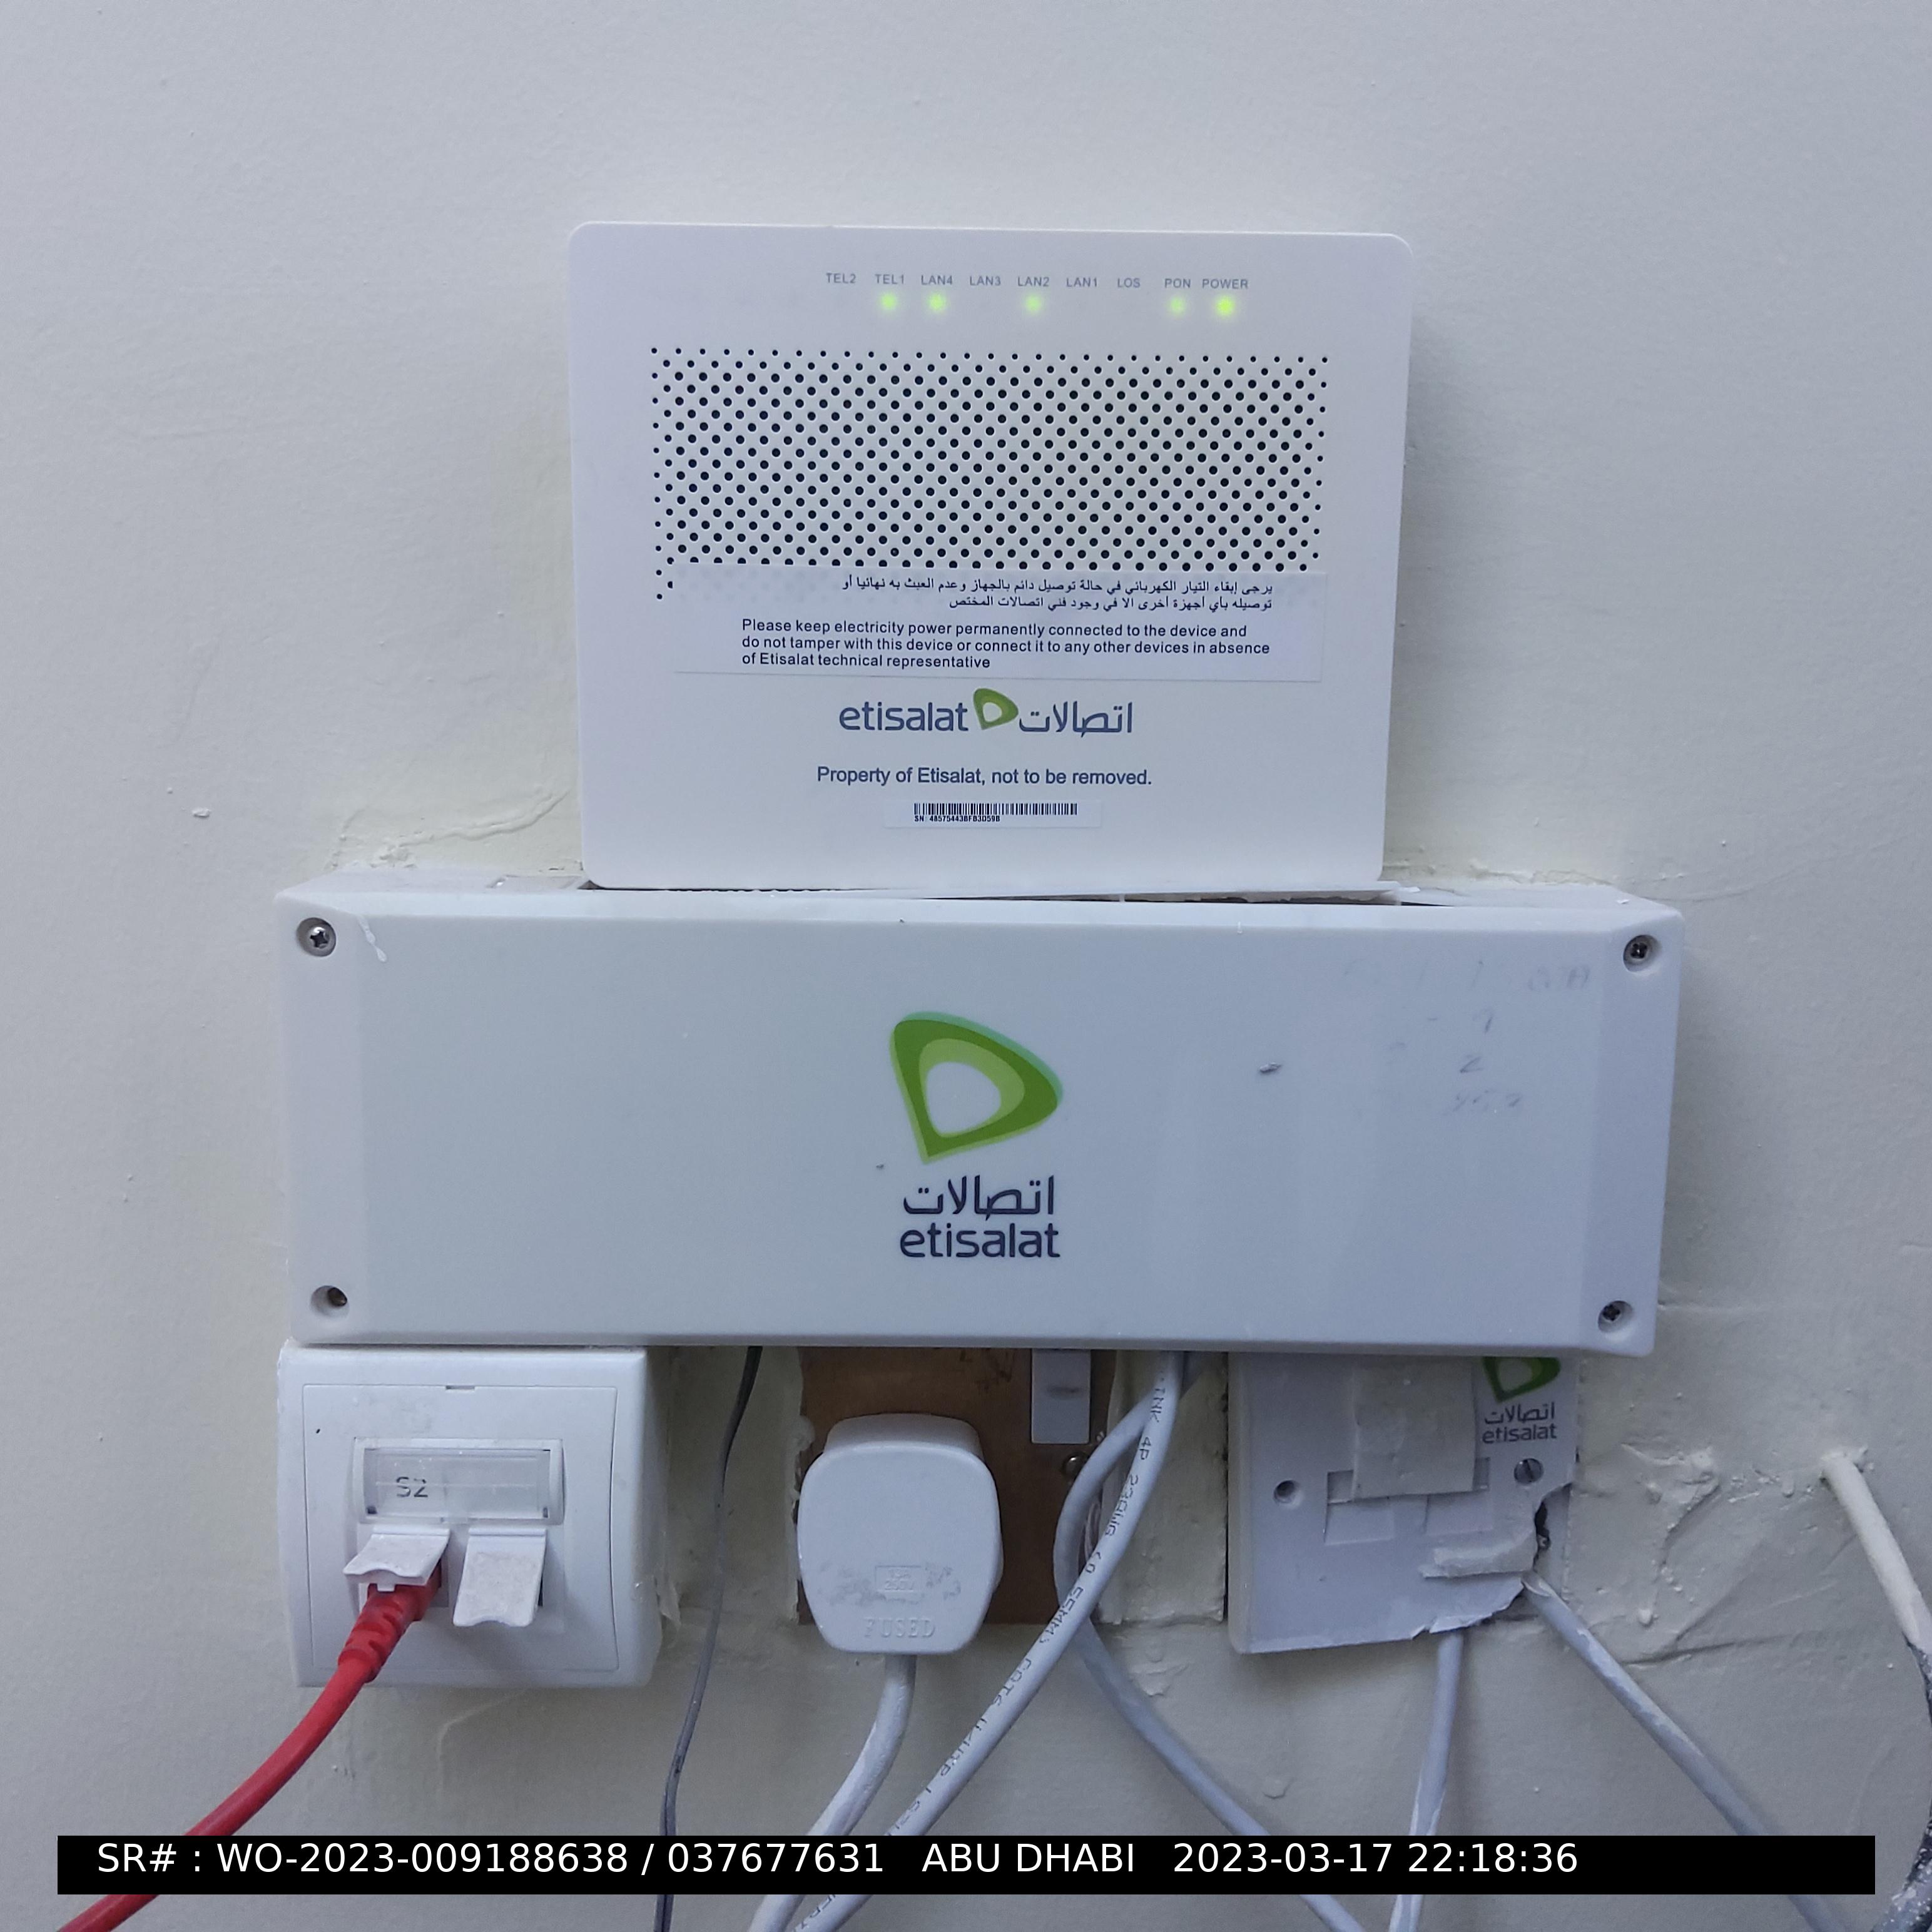 TEL2 TEL1 LAN4 LAN3 LAN2 LAN1 LOS PON POWER
يرجى إبقاء التيار الكهربائي في حالة توصيل دائم بالجهاز وعدم العبث به نهائيا أو
توصيله بأي أجهزة أخرى الا في وجود فني اتصالات المختص
Please keep electricity power permanently connected to the device and
do not tamper with this device or connect it to any other devices in absence
of Etisalat technical representative
etisalat اتصالات
Property of Etisalat, not to be removed.
SN: 485754438FB3D59B
اتصالات
etisalat
S2
FUSED
اتصالات
etisalat
SR# : WO-2023-009188638 / 037677631 ABU DHABI 2023-03-17 22:18:36